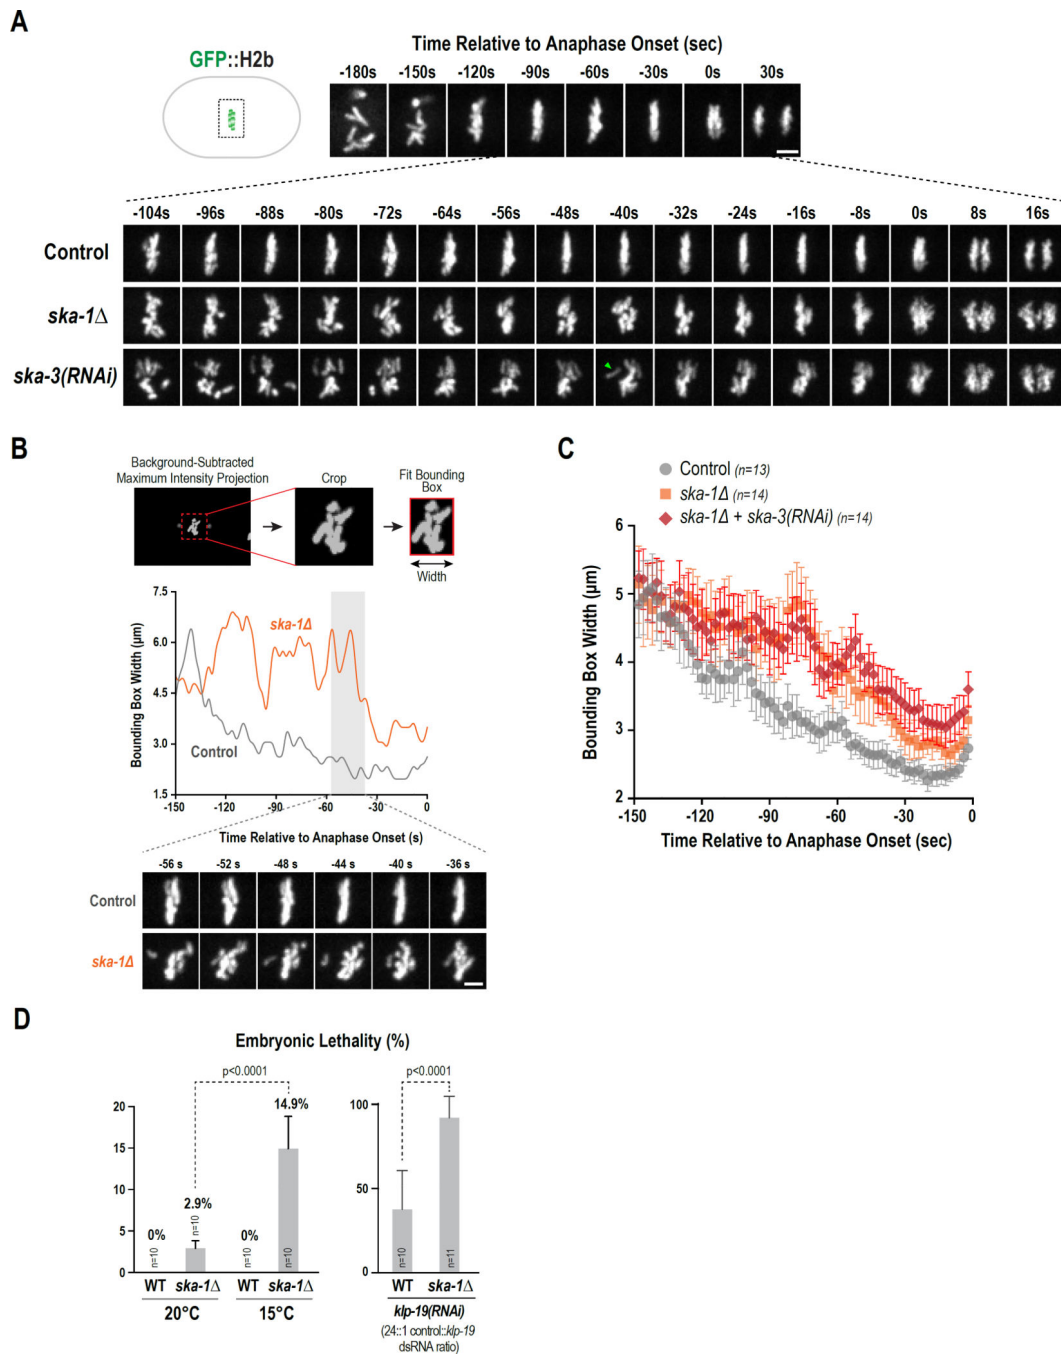 A
Time Relative to Anaphase Onset (sec)
GFP::H2b
-180s -150s -120s -90s -60s -30s 0s 30s
-104s -96s -88s -80s -72s -64s -56s -48s -40s -32s -24s -16s -8s 0s 8s 16s
Control
ska-1Δ
ska-3(RNAi)
B
Background-Subtracted
Maximum Intensity Projection
Crop
Fit Bounding
Box
Width
7.5
6.0
4.5
3.0
1.5
Bounding Box Width (μm)
ska-1Δ
Control
-150 -120 -90 -60 -30 0
Time Relative to Anaphase Onset (s)
-56 s -52 s -48 s -44 s -40 s -36 s
Control
ska-1Δ
C
Control (n=13)
ska-1Δ (n=14)
ska-1Δ + ska-3(RNAi) (n=14)
6
5
4
3
2
Bounding Box Width (μm)
-150 -120 -90 -60 -30 0
Time Relative to Anaphase Onset (sec)
D
Embryonic Lethality (%)
p<0.0001
20
15
10
5
0
0%
n=10
2.9%
n=10
0%
n=10
14.9%
n=10
WT ska-1Δ WT ska-1Δ
20°C 15°C
p<0.0001
100
50
0
n=10
n=11
WT ska-1Δ
klp-19(RNAi)
(24::1 control::klp-19
dsRNA ratio)